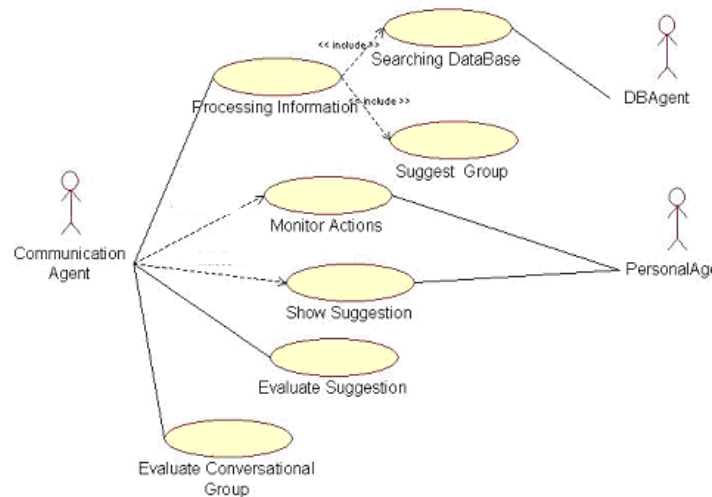 << include >>
Searching DataBase
Processing Information
<< include >>
DBAgent
Suggest Group
Monitor Actions
Communication
Agent
PersonalAge
Show Suggestion
Evaluate Suggestion
Evaluate Conversational
Group